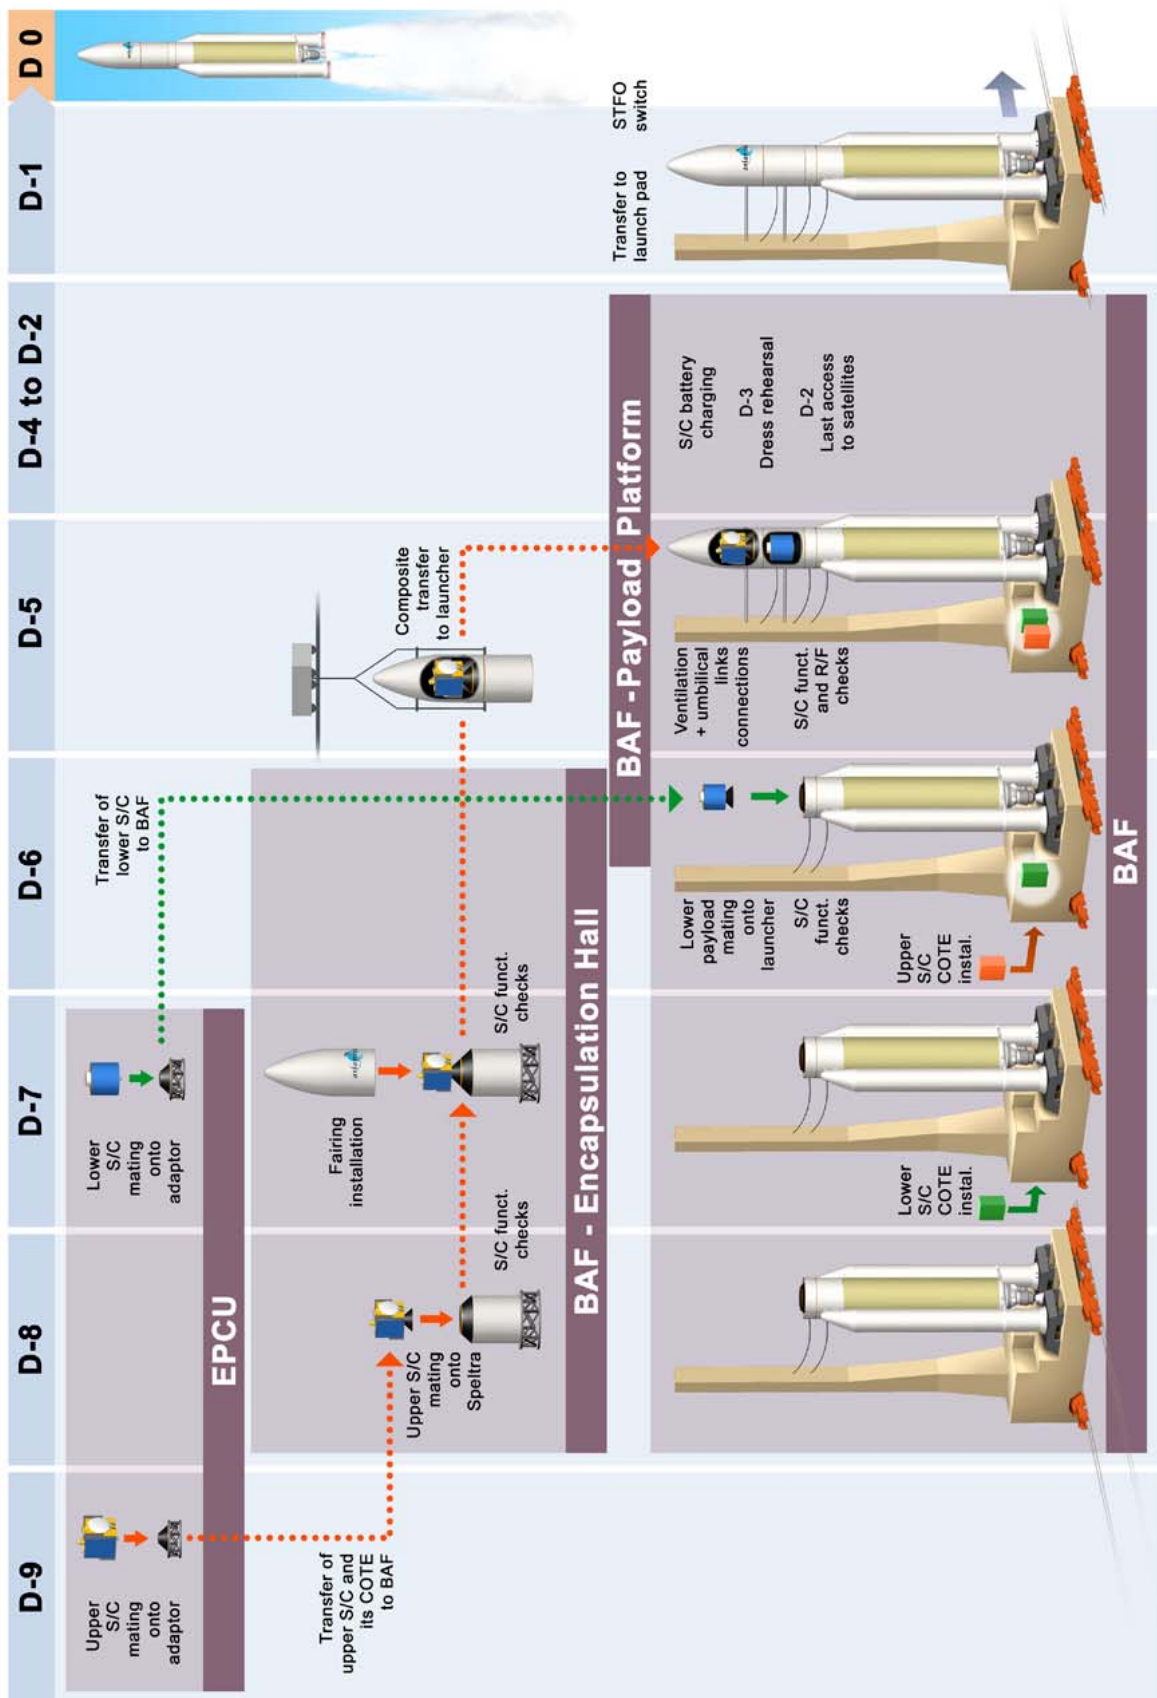 D-9
D-8
D-7
D-6
D-5
D-4 to D-2
D-1
D 0
Upper
S/C
mating
onto
adaptor
Lower
S/C
mating
onto
adaptor
Transfer of
lower S/C
to BAF
EPCU
Transfer of
upper S/C and
its COTE
to BAF
Upper S/C
mating
onto
Speltra
S/C funct.
checks
Fairing
installation
S/C funct.
checks
Composite
transfer
to launcher
BAF - Encapsulation Hall
BAF -Payload Platform
Lower S/C
COTE
instal.
Upper
S/C
COTE
instal.
Lower
payload
mating
onto
launcher
S/C
funct.
checks
Ventilation
+ umbilical
links
connections
S/C funct.
and R/F
checks
S/C battery
charging
D-3
Dress rehearsal
D-2
Last access
to satellites
Transfer to
launch pad
STFO
switch
BAF